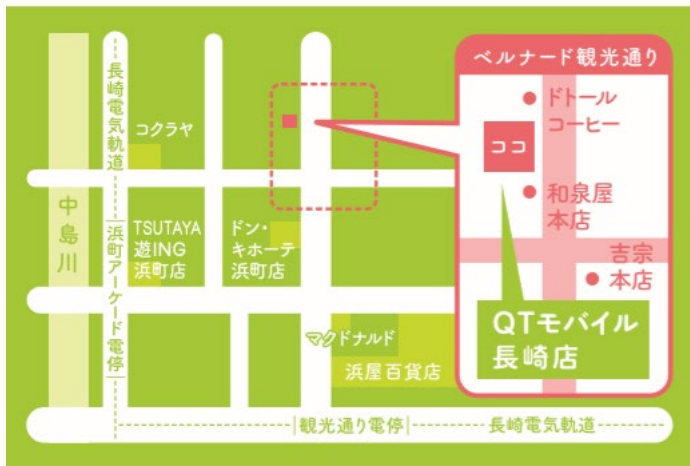 ベルナード観光通り
ドトール
コーヒー
ココ
和泉屋
本店
吉宗
本店
QTモバイル
長崎店
長崎電気軌道
コクラヤ
中島川
浜町アーケード電停
TSUTAYA
遊ING
浜町店
ドン・
キホーテ
浜町店
マクドナルド
浜屋百貨店
観光通り電停
長崎電気軌道